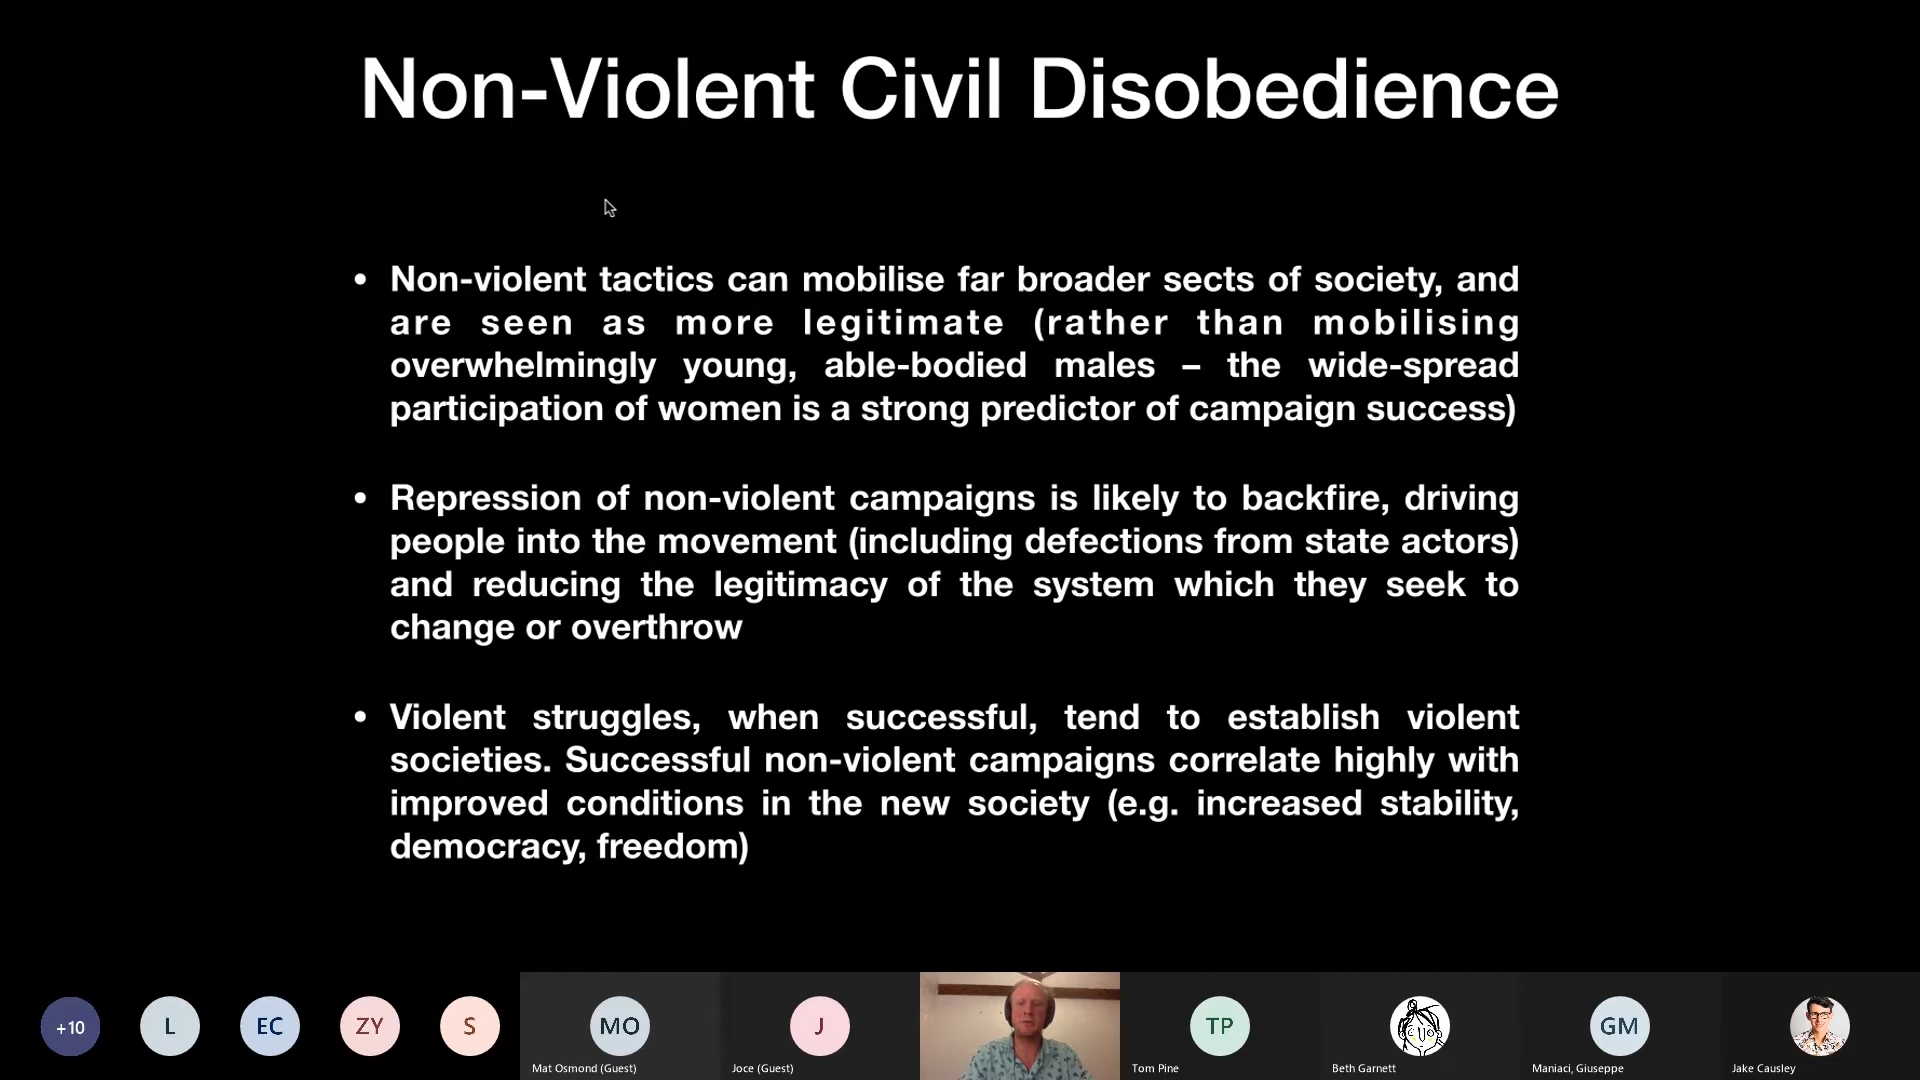 Non-Violent Civil Disobedience
• Non-violent tactics can mobilise far broader sects of society, and
are seen as more legitimate (rather than mobilising
overwhelmingly young, able-bodied males – the wide-spread
participation of women is a strong predictor of campaign success)
• Repression of non-violent campaigns is likely to backfire, driving
people into the movement (including defections from state actors)
and reducing the legitimacy of the system which they seek to
change or overthrow
• Violent struggles, when successful, tend to establish violent
societies. Successful non-violent campaigns correlate highly with
improved conditions in the new society (e.g. increased stability,
democracy, freedom)
+10 L EC ZY S MO J TP GM
Mat Osmond (Guest) Joce (Guest) Tom Pine Beth Garnett Maniaci, Giuseppe Jake Causley